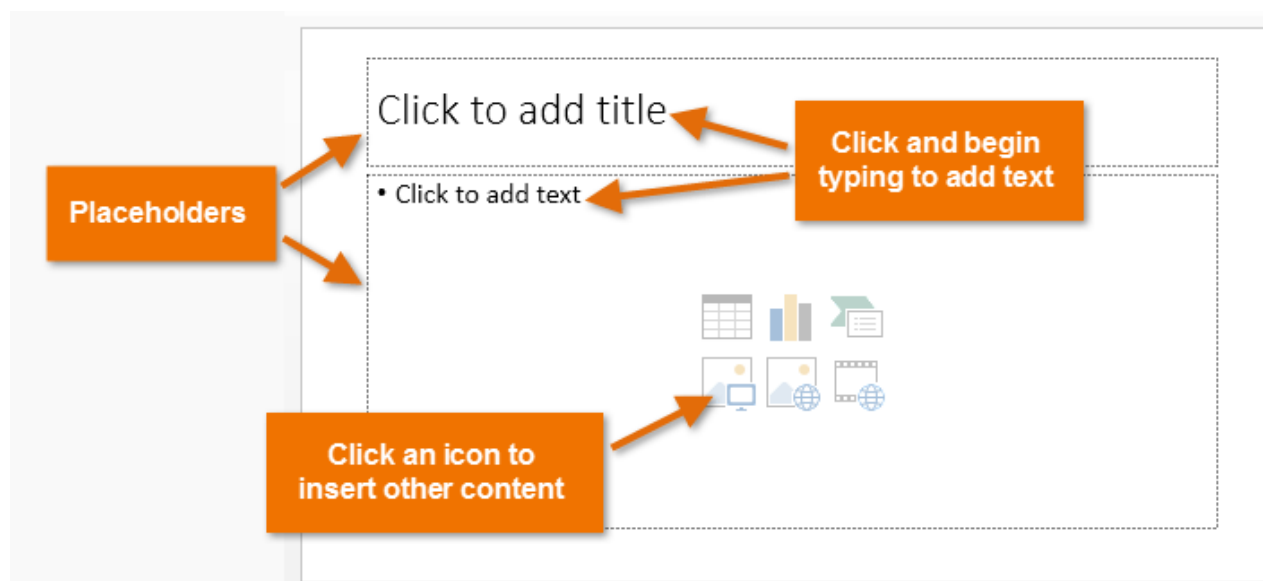 Click to add title
Click and begin
typing to add text
Placeholders
• Click to add text
Click an icon to
insert other content